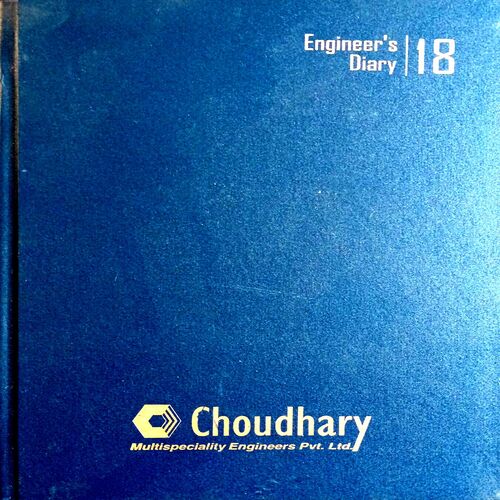 Engineer's
Diary
18
Choudhary
Multispeciality Engineers Pvt. Ltd.